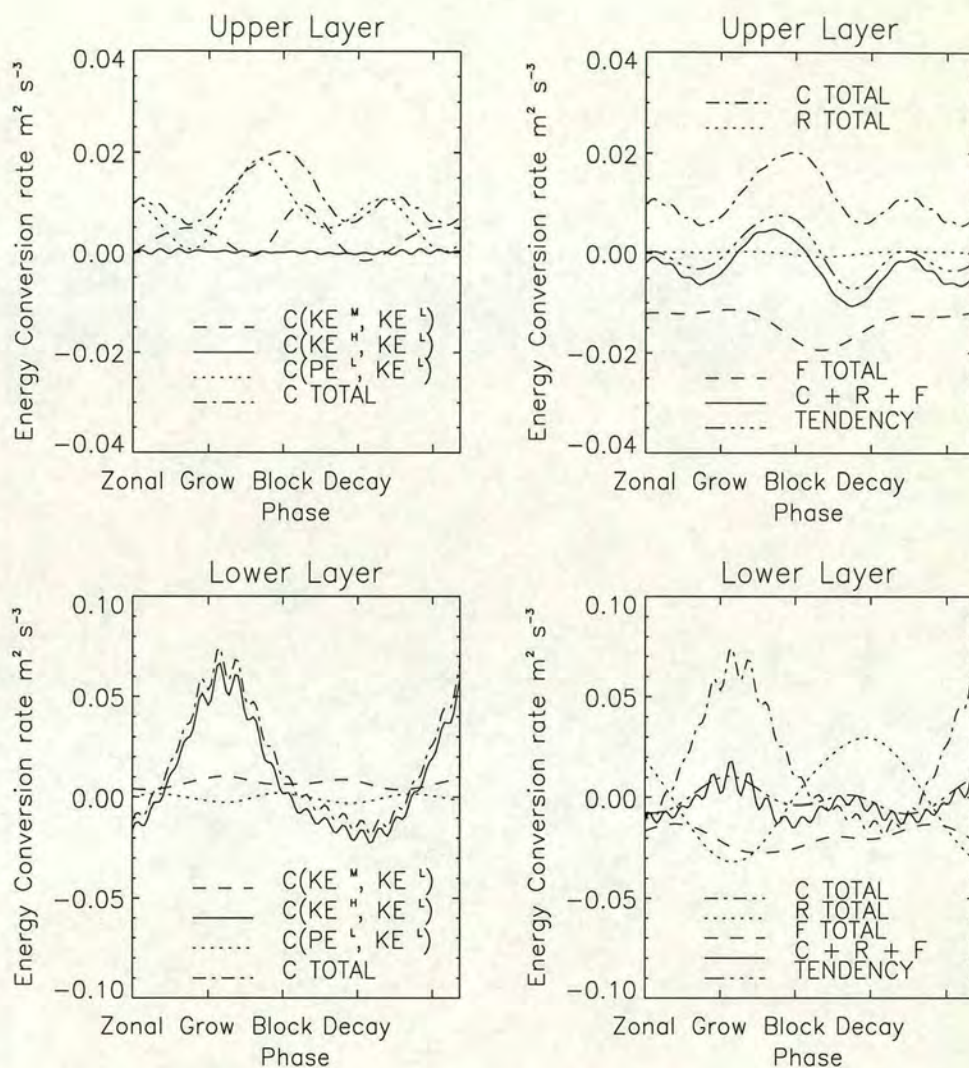 Upper Layer
Energy Conversion rate m² s⁻³
0.04
0.02
0.00
−0.02
−0.04
C(KE ᴹ, KE ᴸ)
C(KE ᴴ, KE ᴸ)
C(PE ᴸ, KE ᴸ)
C TOTAL
Zonal Grow Block Decay
Phase
Upper Layer
Energy Conversion rate m² s⁻³
0.04
0.02
0.00
−0.02
−0.04
C TOTAL
R TOTAL
F TOTAL
C + R + F
TENDENCY
Zonal Grow Block Decay
Phase
Lower Layer
Energy Conversion rate m² s⁻³
0.10
0.05
0.00
−0.05
−0.10
C(KE ᴹ, KE ᴸ)
C(KE ᴴ, KE ᴸ)
C(PE ᴸ, KE ᴸ)
C TOTAL
Zonal Grow Block Decay
Phase
Lower Layer
Energy Conversion rate m² s⁻³
0.10
0.05
0.00
−0.05
−0.10
C TOTAL
R TOTAL
F TOTAL
C + R + F
TENDENCY
Zonal Grow Block Decay
Phase